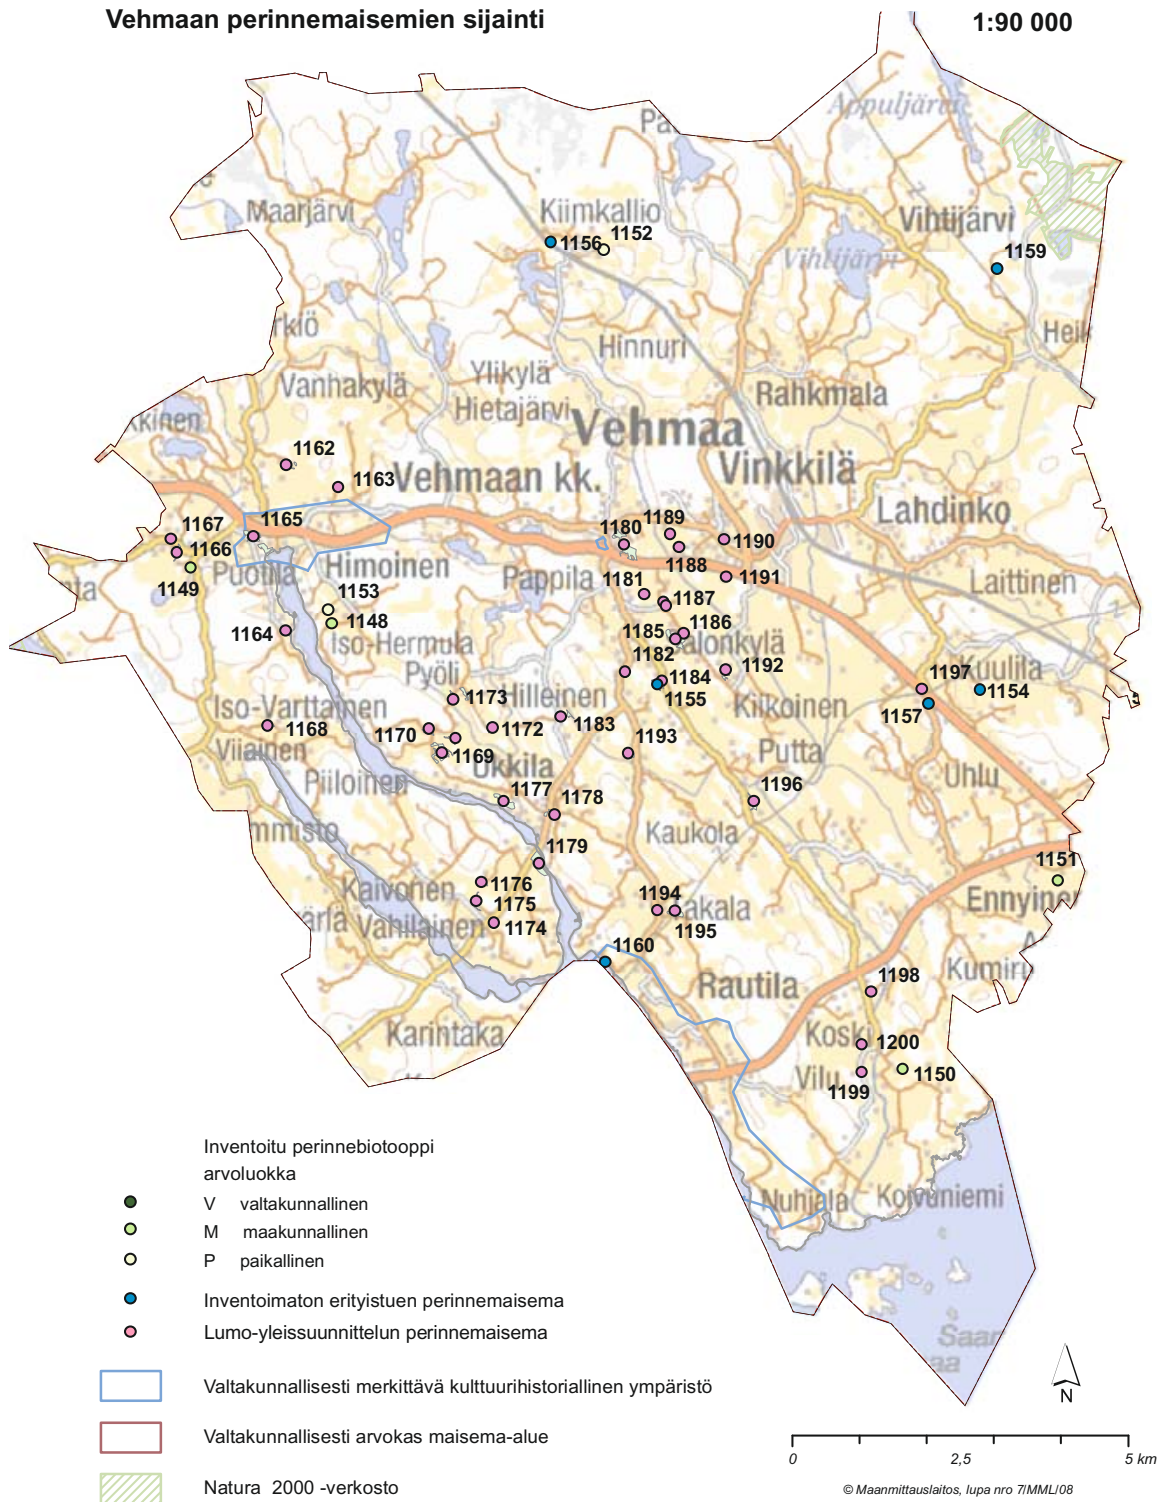 Vehmaan perinnemaisemien sijainti
1:90 000
Appuljärvi
Maarjärvi
Kiimkallio
1152
1156
Vihtijärvi
Vihtijärvi
1159
Hinnuri
Ylikylä
Hietajärvi
Vanhakylä
Rahkmala
Vehmaa
Vinkkilä
Vehmaan kk.
1162
1163
Lahdinko
1167
1165
1166
1149
Puotila
Himoinen
1180
1189
1190
1188
Pappila
1181
1191
1187
Laittinen
1153
1148
1164
Iso-Hermula
1186
1185
Pyöli
1182
1184
1155
1192
1197
Kuulila
1154
1157
1173
Hilleinen
Iso-Varttainen
1168
1170
1172
1183
Kiikoinen
1169
1193
Putta
Viiainen
Ukkila
Uhlu
Piiloinen
1177
1178
1196
Kaukola
1179
1151
1176
Kaivonen
1175
1174
Vahilainen
Ennyinen
1194
1195
1160
Kumiru
Rautila
1198
Karintaka
Koski
1200
Vilu
1150
1199
Nuhjala
Koivuniemi
Inventoitu perinnebiotooppi
arvoluokka
V valtakunnallinen
M maakunnallinen
P paikallinen
Inventoimaton erityistuen perinnemaisema
Lumo-yleissuunnittelun perinnemaisema
Valtakunnallisesti merkittävä kulttuurihistoriallinen ympäristö
Valtakunnallisesti arvokas maisema-alue
Natura 2000 -verkosto
N
0 2,5 5 km
© Maanmittauslaitos, lupa nro 7/MML/08